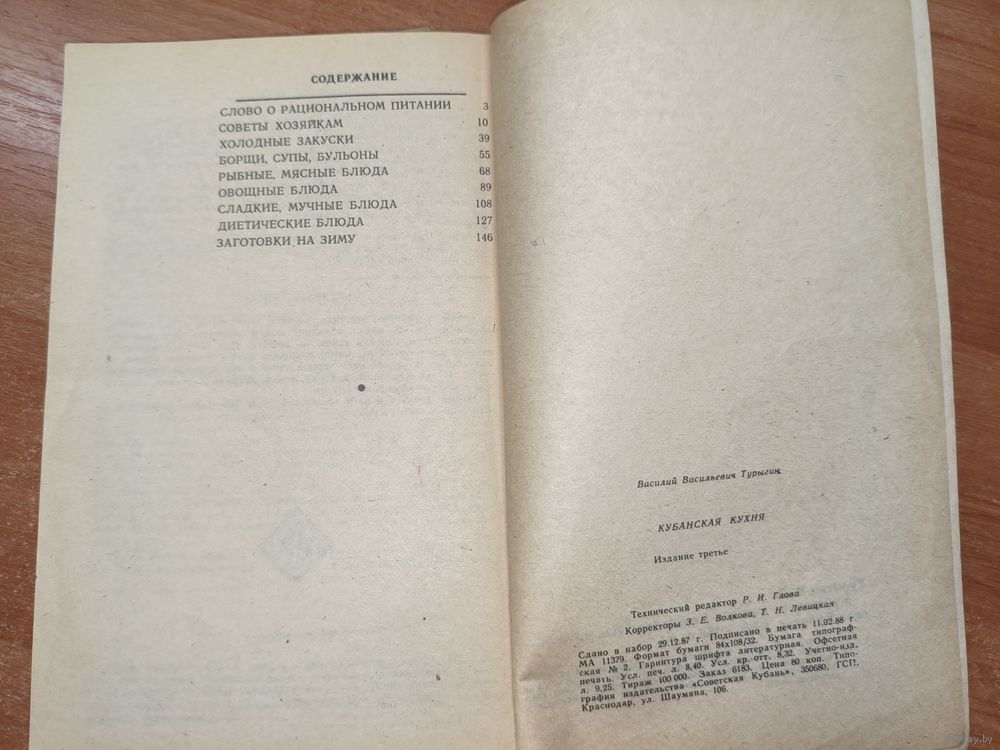 СОДЕРЖАНИЕ
СЛОВО О РАЦИОНАЛЬНОМ ПИТАНИИ 3
СОВЕТЫ ХОЗЯЙКАМ 10
ХОЛОДНЫЕ ЗАКУСКИ 39
БОРЩИ, СУПЫ, БУЛЬОНЫ 55
РЫБНЫЕ, МЯСНЫЕ БЛЮДА 68
ОВОЩНЫЕ БЛЮДА 89
СЛАДКИЕ, МУЧНЫЕ БЛЮДА 108
ДИЕТИЧЕСКИЕ БЛЮДА 127
ЗАГОТОВКИ НА ЗИМУ 146
Василий Васильевич Турыгин
КУБАНСКАЯ КУХНЯ
Издание третье
Технический редактор Р. И. Глова
Корректоры З. Е. Волкова, Т. Н. Левицкая
Сдано в набор 29.12.87 г. Подписано в печать 11.02.88 г
МА 11379. Формат бумаги 84х108/32. Бумага типограф-
ская № 2. Гарнитура шрифта литературная. Офсетная
печать. Усл. печ. л. 8,40. Усл. кр.-отт. 8,32. Учетно-изд.
л. 9,25. Тираж 100 000. Заказ 6183. Цена 80 коп. Типо-
графия издательства «Советская Кубань», 350680, ГСП,
Краснодар, ул. Шаумяна, 106.